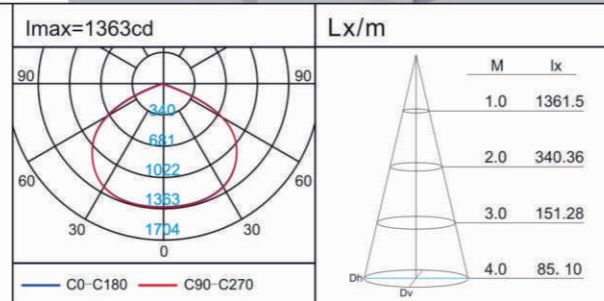 Imax=1363cd
90 90
340
681
1022
60 60
1363
30 1704 30
0
C0-C180 C90-C270
Lx/m
M lx
1.0 1361.5
2.0 340.36
3.0 151.28
4.0 85.10
Dh
Dv